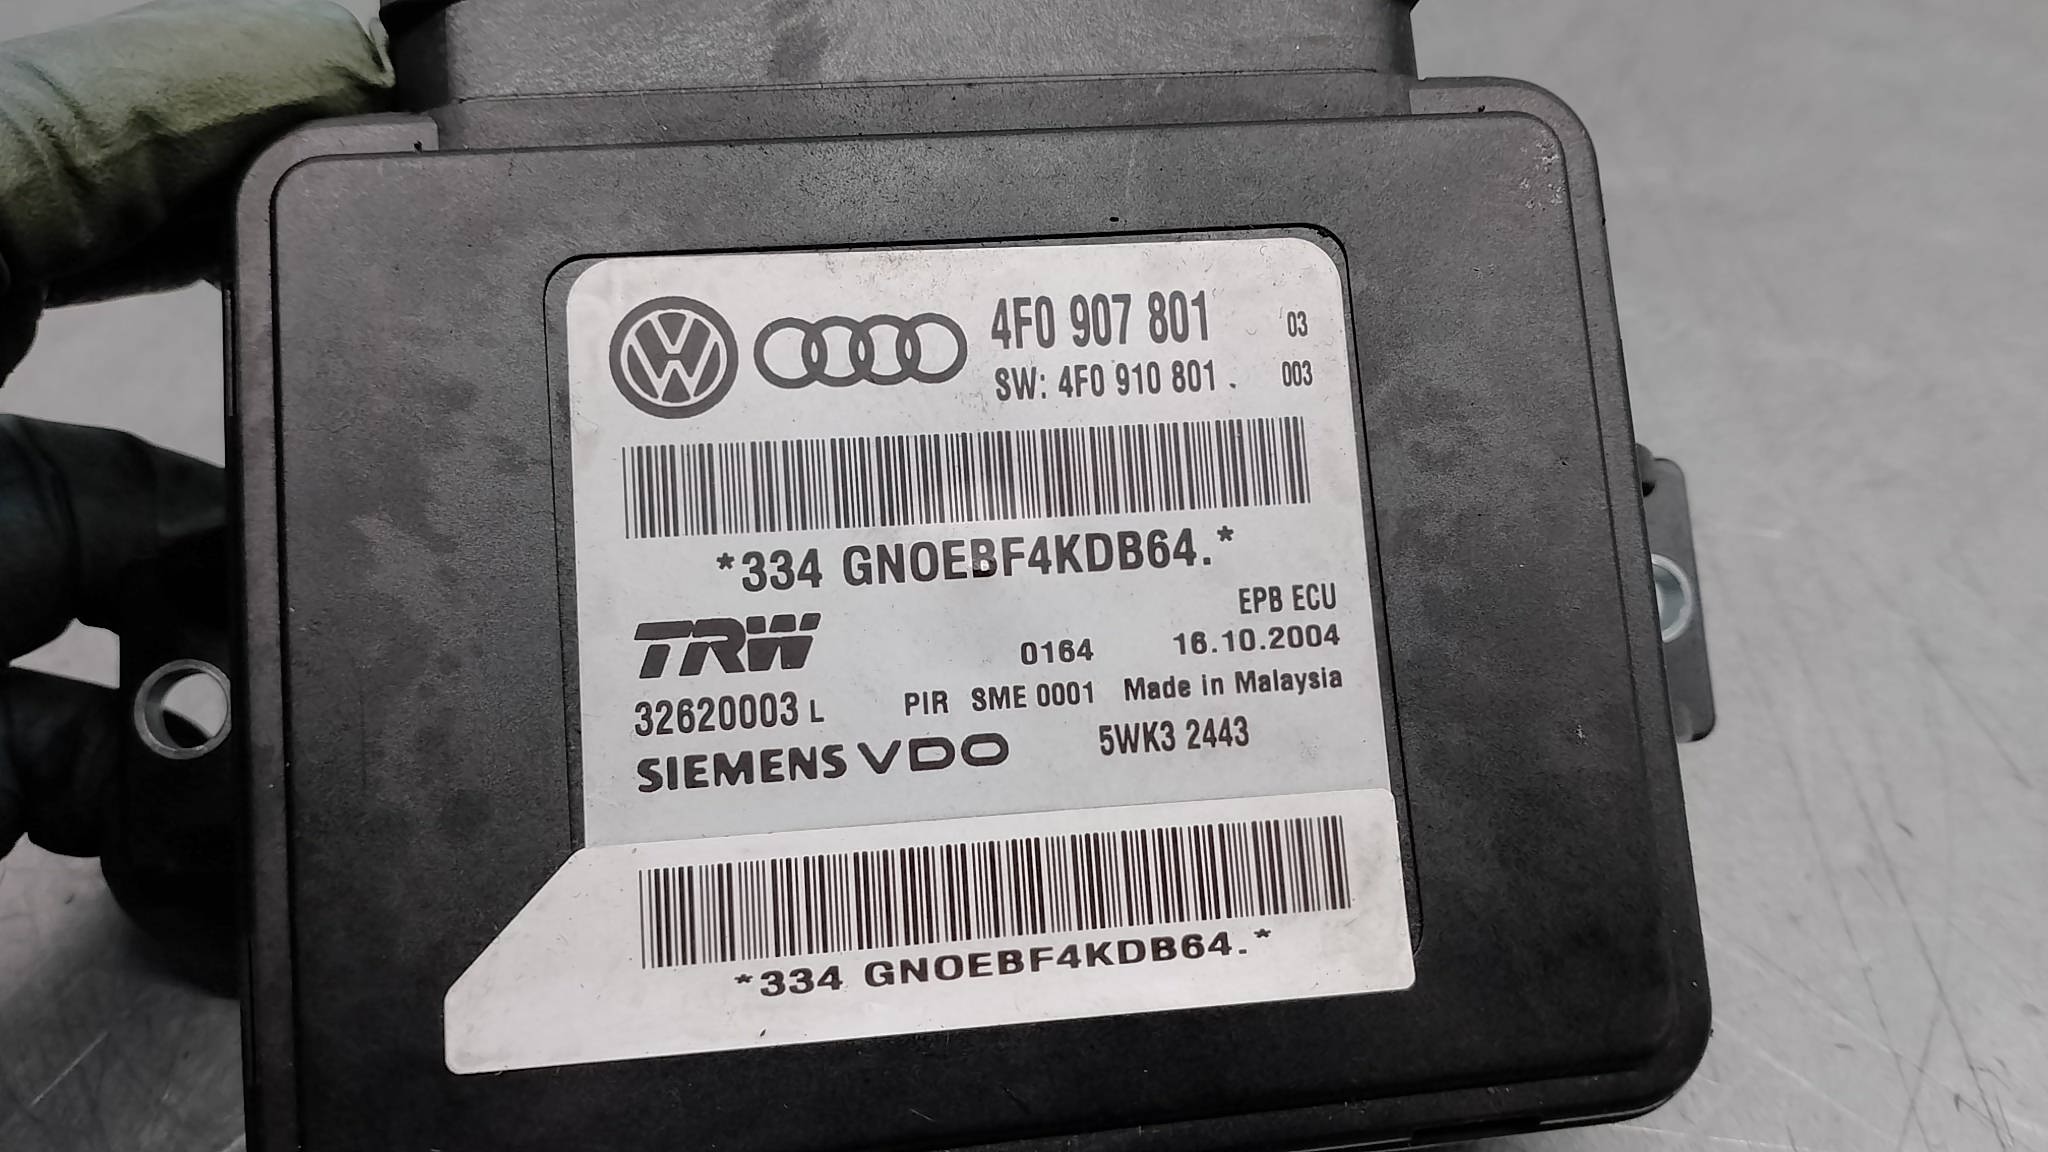 4F0 907 801 03
SW: 4F0 910 801 . 003
*334 GNOEBF4KDB64.*
EPB ECU
TRW 0164 16.10.2004
32620003 L PIR SME 0001 Made in Malaysia
SIEMENS VDO 5WK3 2443
*334 GNOEBF4KDB64.*